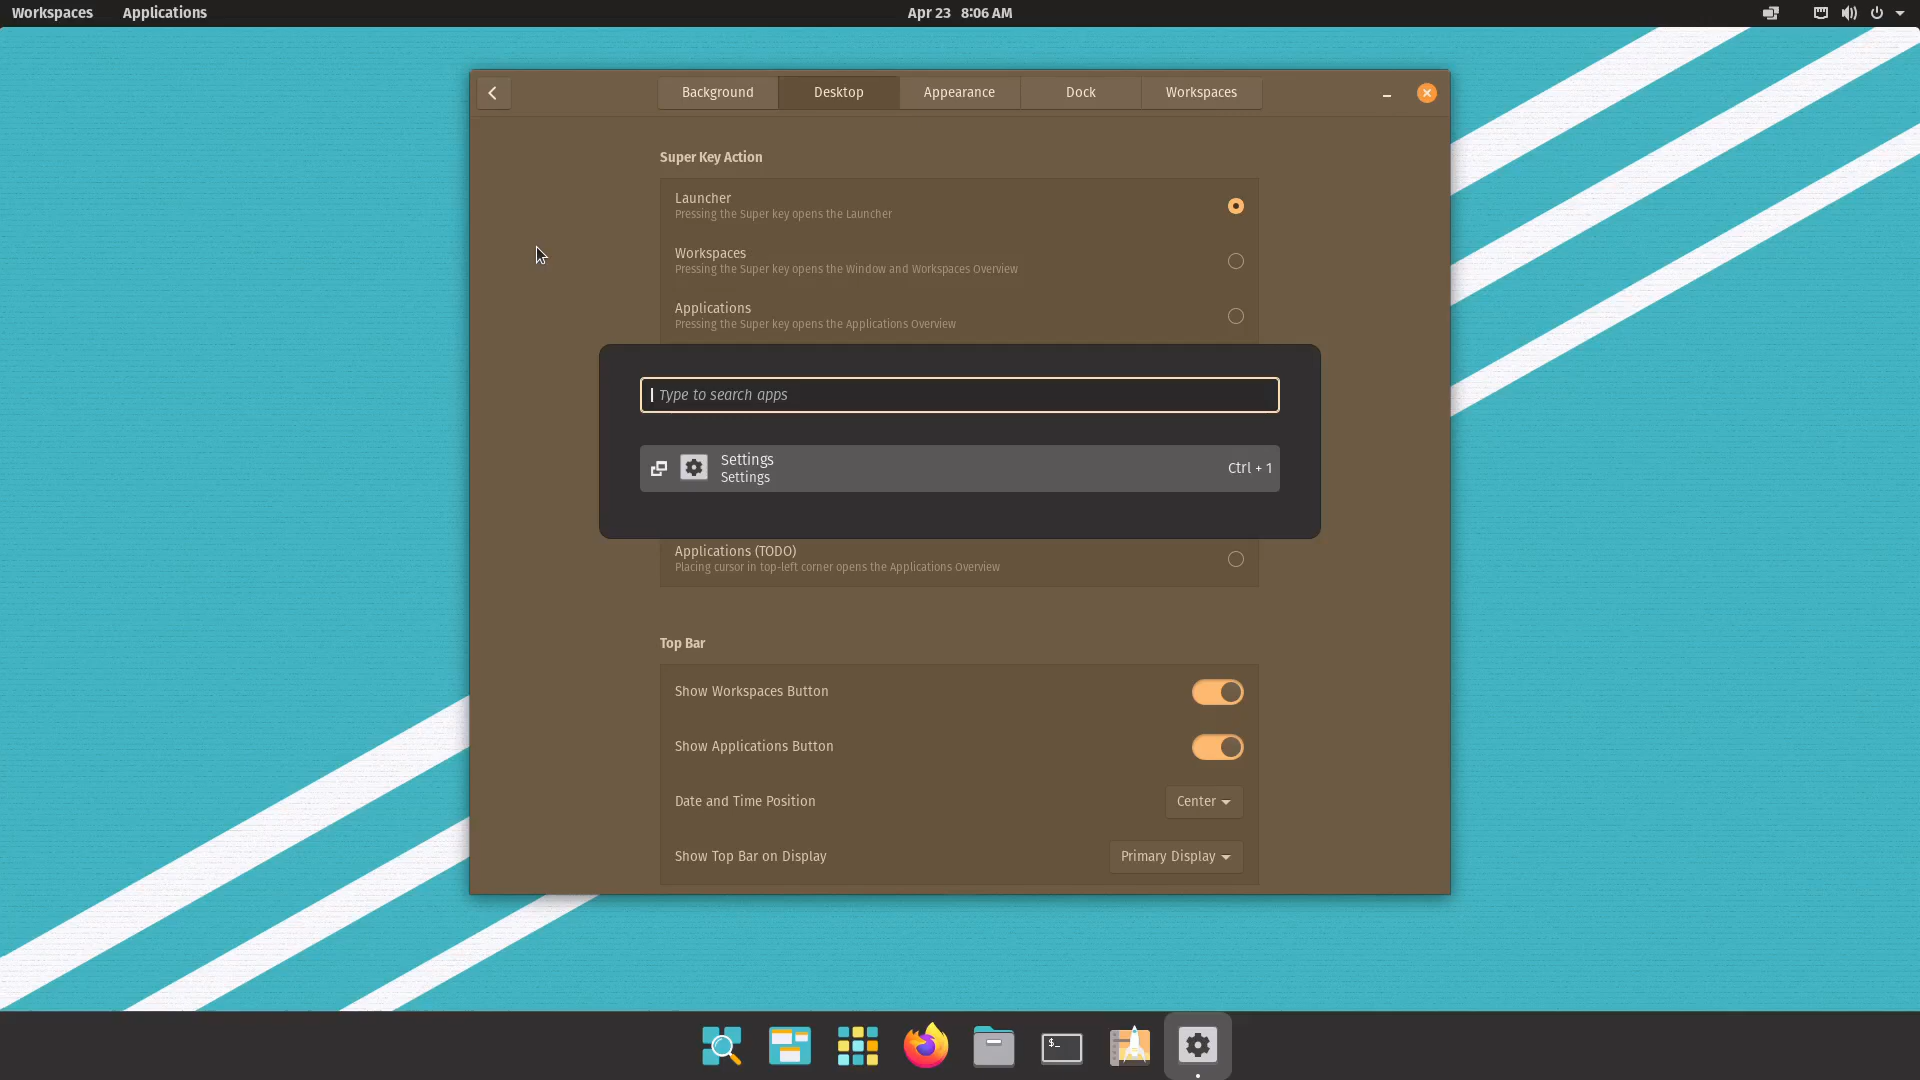 Workspaces Applications Apr 23 8:06 AM
Background Desktop Appearance Dock Workspaces
Super Key Action
Launcher
Pressing the Super key opens the Launcher
Workspaces
Pressing the Super key opens the Window and Workspaces Overview
Applications
Pressing the Super key opens the Applications Overview
Type to search apps
Settings
Settings
Ctrl + 1
Applications (TODO)
Placing cursor in top-left corner opens the Applications Overview
Top Bar
Show Workspaces Button
Show Applications Button
Date and Time Position Center
Show Top Bar on Display Primary Display
$_